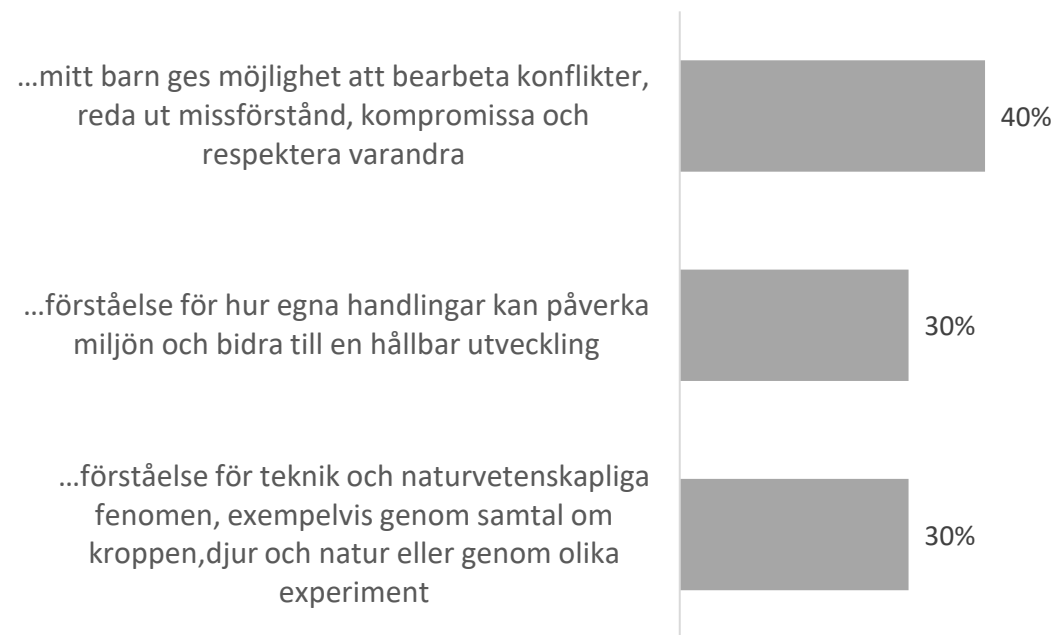 …mitt barn ges möjlighet att bearbeta konflikter,
reda ut missförstånd, kompromissa och
respektera varandra
40%
…förståelse för hur egna handlingar kan påverka
miljön och bidra till en hållbar utveckling
30%
…förståelse för teknik och naturvetenskapliga
fenomen, exempelvis genom samtal om
kroppen,djur och natur eller genom olika
experiment
30%